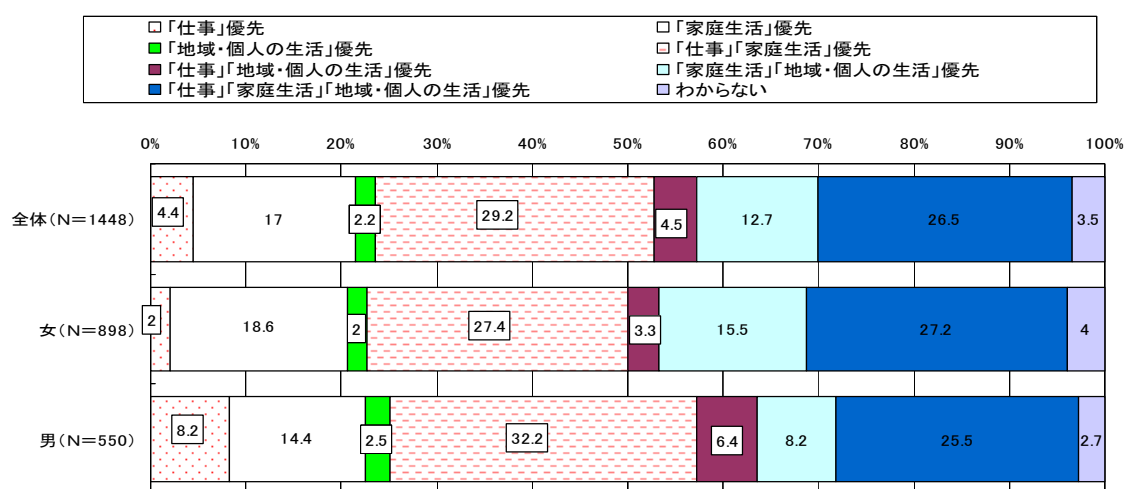 「仕事」優先 「家庭生活」優先
「地域・個人の生活」優先 「仕事」「家庭生活」優先
「仕事」「地域・個人の生活」優先 「家庭生活」「地域・個人の生活」優先
「仕事」「家庭生活」「地域・個人の生活」優先 わからない
0% 10% 20% 30% 40% 50% 60% 70% 80% 90% 100%
全体(N=1448) 4.4 17 2.2 29.2 4.5 12.7 26.5 3.5
女(N=898) 2 18.6 2 27.4 3.3 15.5 27.2 4
男(N=550) 8.2 14.4 2.5 32.2 6.4 8.2 25.5 2.7